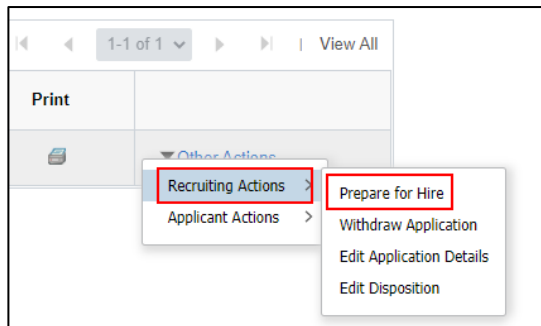 1-1 of 1
| View All
Print
Other Actions
Recruiting Actions
Applicant Actions
Prepare for Hire
Withdraw Application
Edit Application Details
Edit Disposition